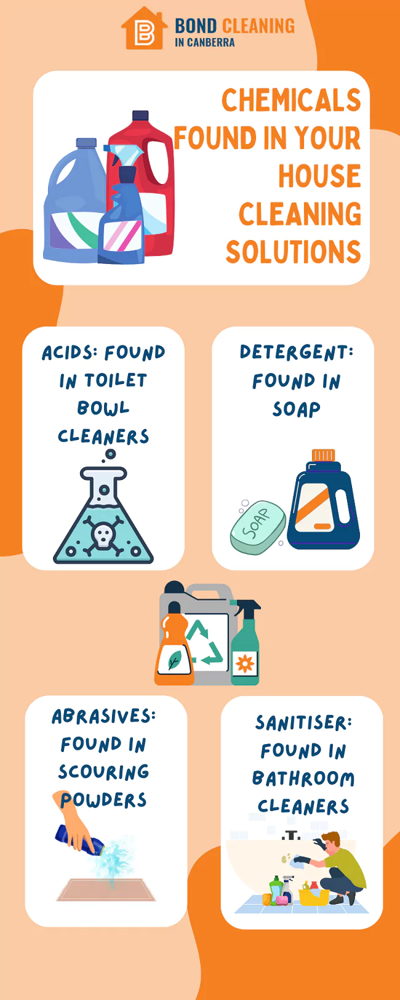 BOND CLEANING
IN CANBERRA
CHEMICALS
FOUND IN YOUR
HOUSE
CLEANING
SOLUTIONS
ACIDS: FOUND
IN TOILET
BOWL
CLEANERS
DETERGENT:
FOUND IN
SOAP
SOAP
ABRASIVES:
FOUND IN
SCOURING
POWDERS
SANITISER:
FOUND IN
BATHROOM
CLEANERS